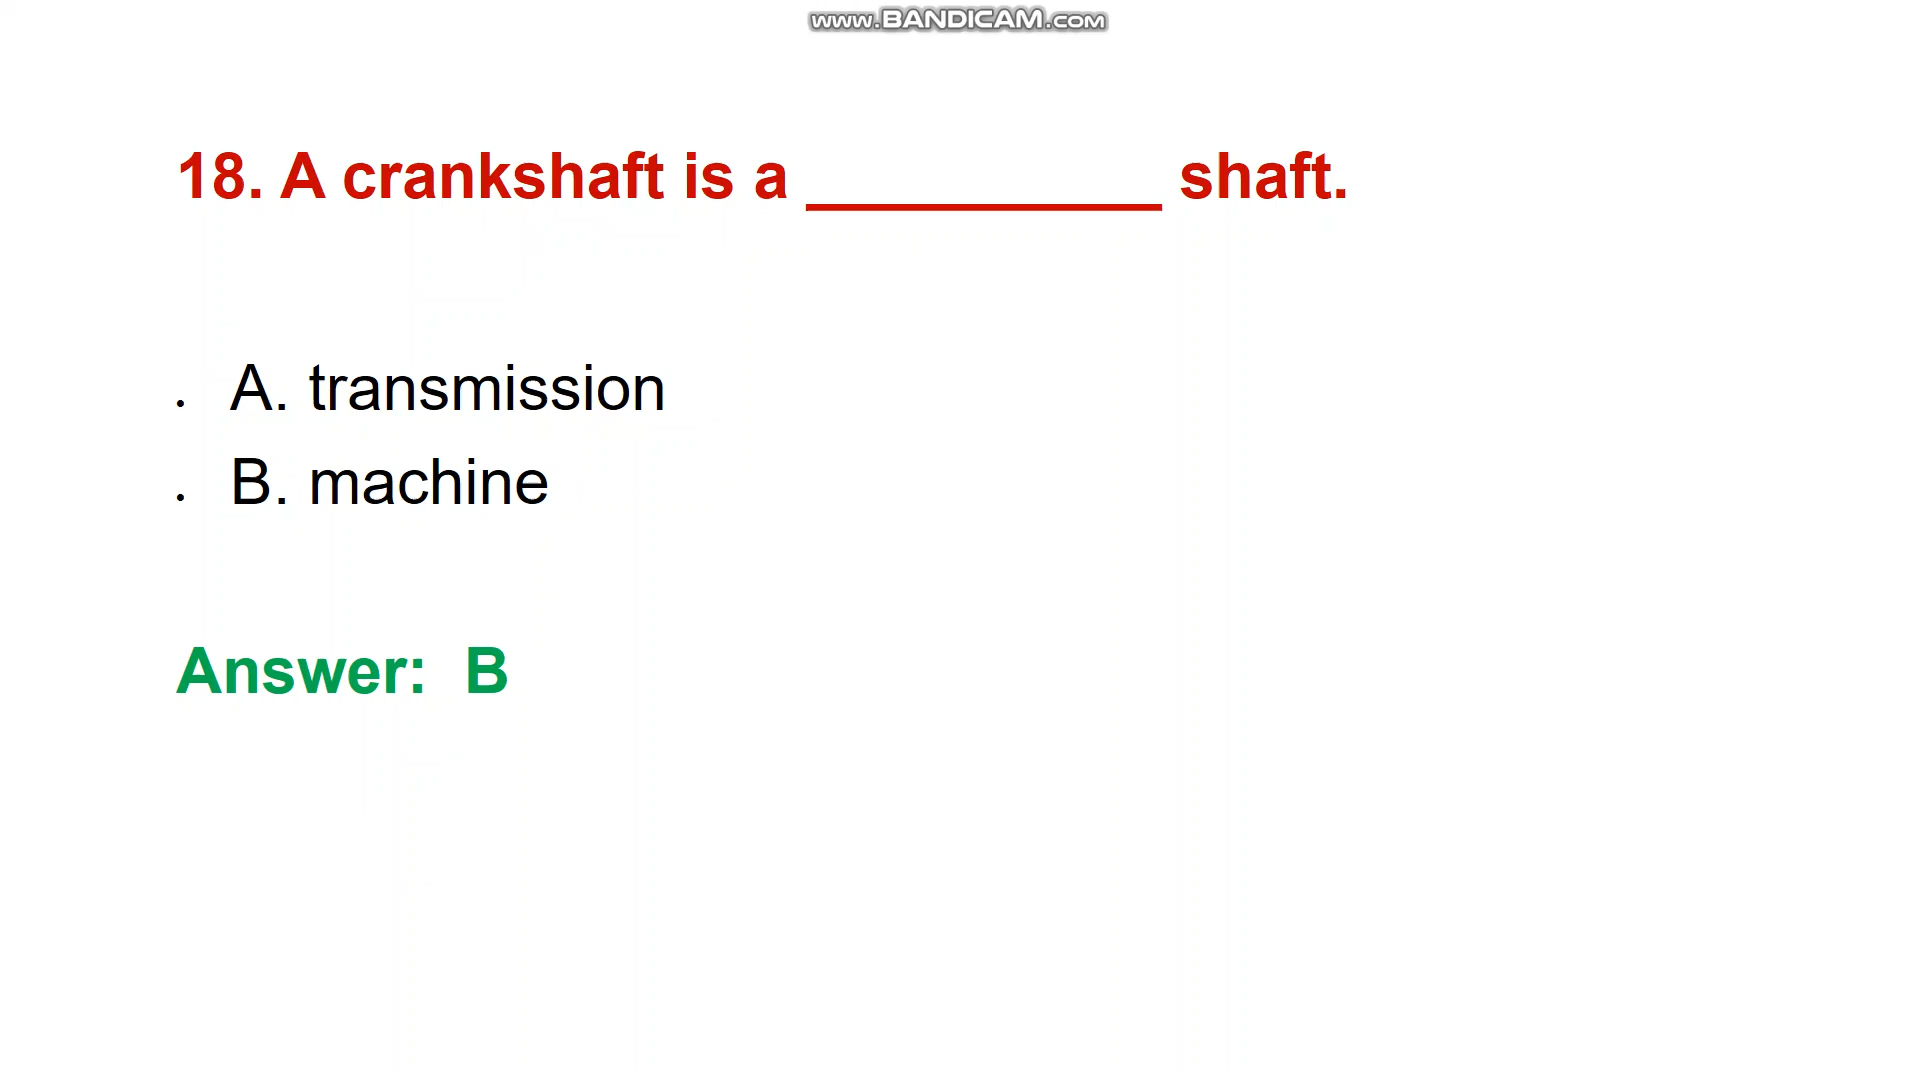 www.BANDICAM.com
18. A crankshaft is a ___________ shaft.
• A. transmission
• B. machine
Answer: B